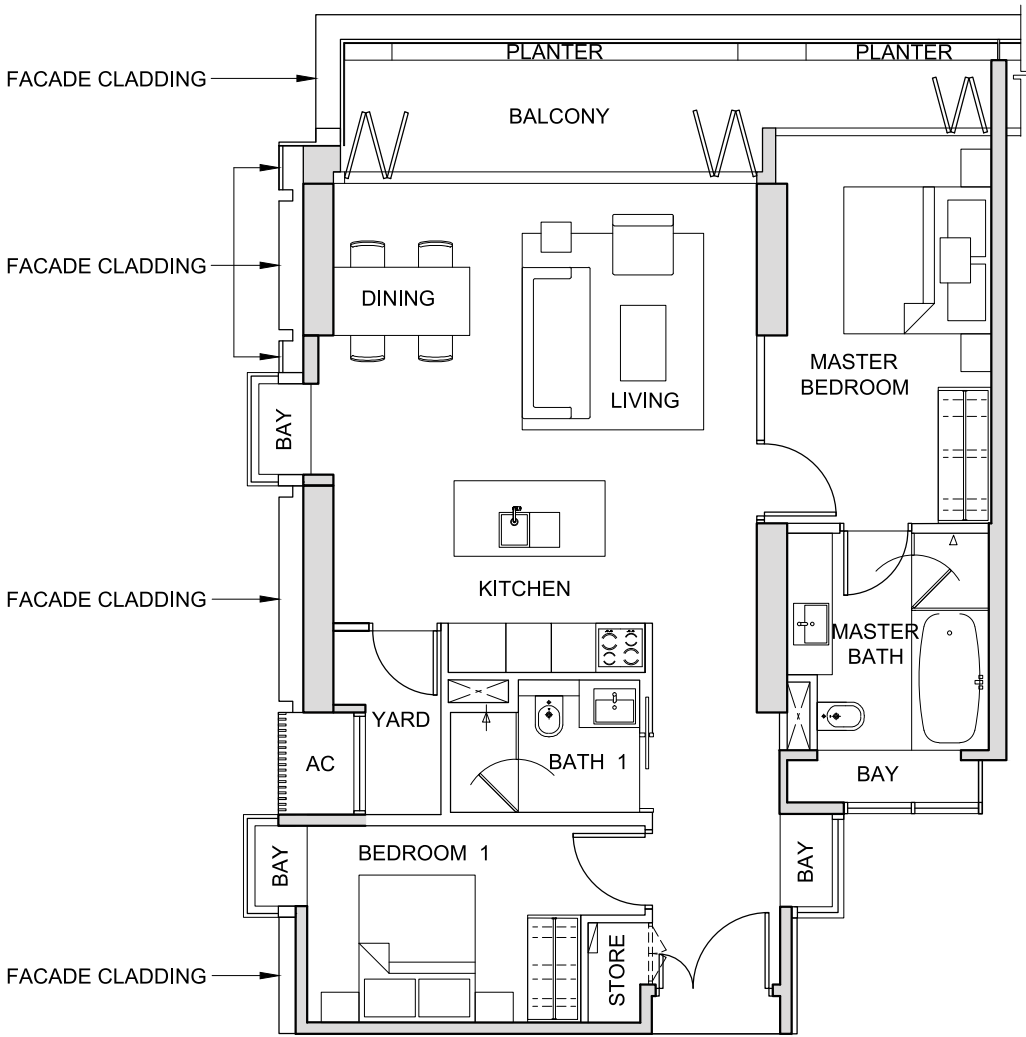 PLANTER
PLANTER
FACADE CLADDING
BALCONY
FACADE CLADDING
DINING
MASTER
BEDROOM
LIVING
BAY
KITCHEN
FACADE CLADDING
MASTER
BATH
YARD
AC
BATH 1
BAY
BEDROOM 1
BAY
BAY
STORE
FACADE CLADDING